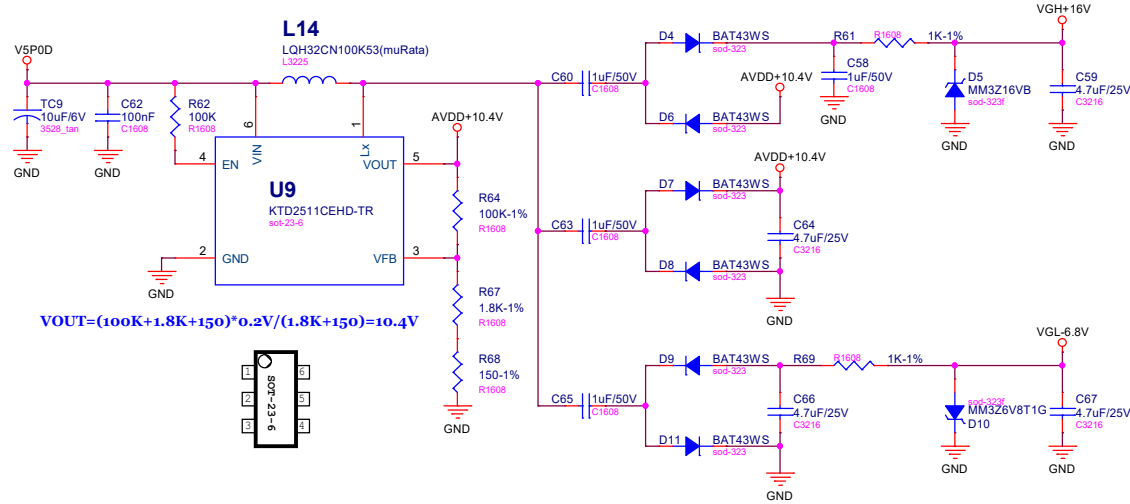 V5P0D
TC9
10uF/6V
3528_tan
GND
C62
100nF
C1608
GND
R62
100K
R1608
L14
LQH32CN100K53(muRata)
L3225
6
VIN
1
Lx
4
EN
AVDD+10.4V
VOUT
5
U9
KTD2511CEHD-TR
sot-23-6
2
GND
GND
VFB
3
R64
100K-1%
R1608
R67
1.8K-1%
R1608
R68
150-1%
R1608
GND
VOUT=(100K+1.8K+150)*0.2V/(1.8K+150)=10.4V
SOT-23-6
1
2
3
6
5
4
C60
1uF/50V
C1608
D4
BAT43WS
sod-323
AVDD+10.4V
D6
BAT43WS
sod-323
R61
R1608
1K-1%
C58
1uF/50V
C1608
GND
VGH+16V
D5
MM3Z16VB
sod-323f
GND
C59
4.7uF/25V
C3216
GND
C63
1uF/50V
C1608
D7
BAT43WS
sod-323
D8
BAT43WS
sod-323
AVDD+10.4V
C64
4.7uF/25V
C3216
GND
C65
1uF/50V
C1608
D9
BAT43WS
sod-323
D11
BAT43WS
sod-323
R69
R1608
1K-1%
C66
4.7uF/25V
C3216
GND
VGL-6.8V
sod-323f
MM3Z6V8T1G
D10
GND
C67
4.7uF/25V
C3216
GND